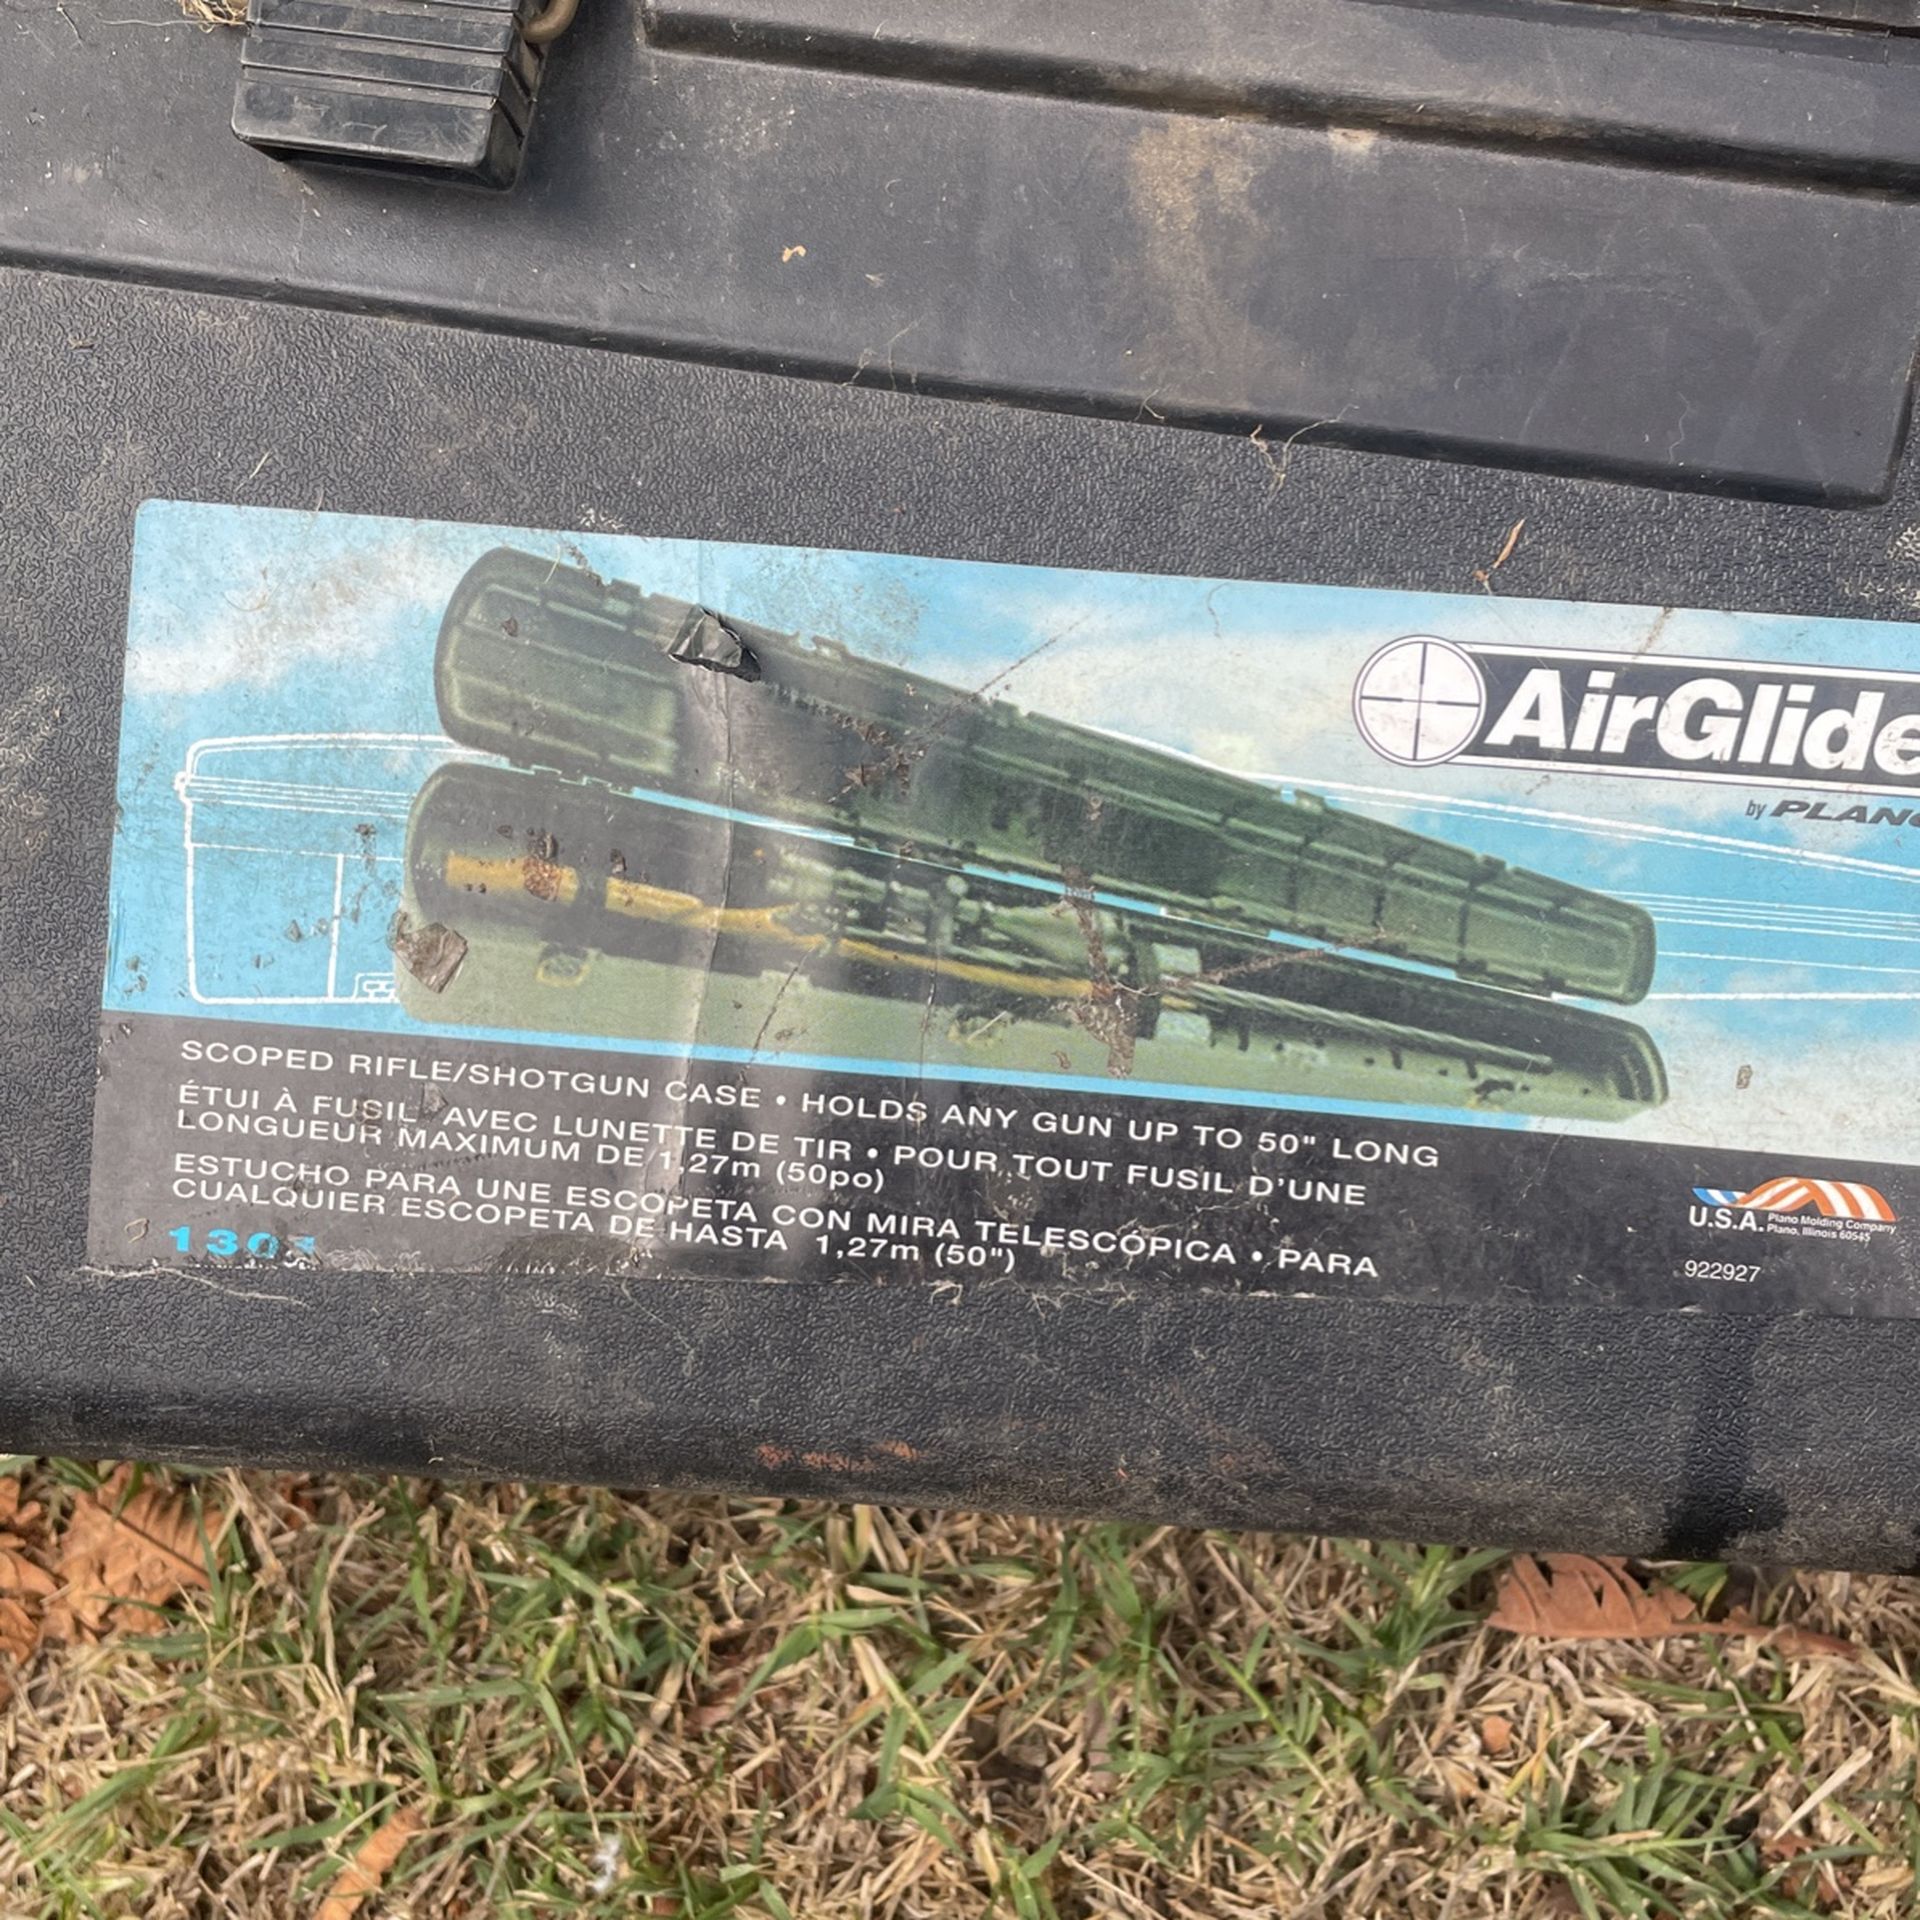 AirGlide
by PLANO
SCOPED RIFLE/SHOTGUN CASE • HOLDS ANY GUN UP TO 50" LONG
ÉTUI À FUSIL AVEC LUNETTE DE TIR • POUR TOUT FUSIL D'UNE
LONGUEUR MAXIMUM DE 1,27m (50po)
ESTUCHO PARA UNE ESCOPETA CON MIRA TELESCÓPICA • PARA
CUALQUIER ESCOPETA DE HASTA 1,27m (50")
U.S.A. Plano Molding Company
Plano, Illinois 60545
922927